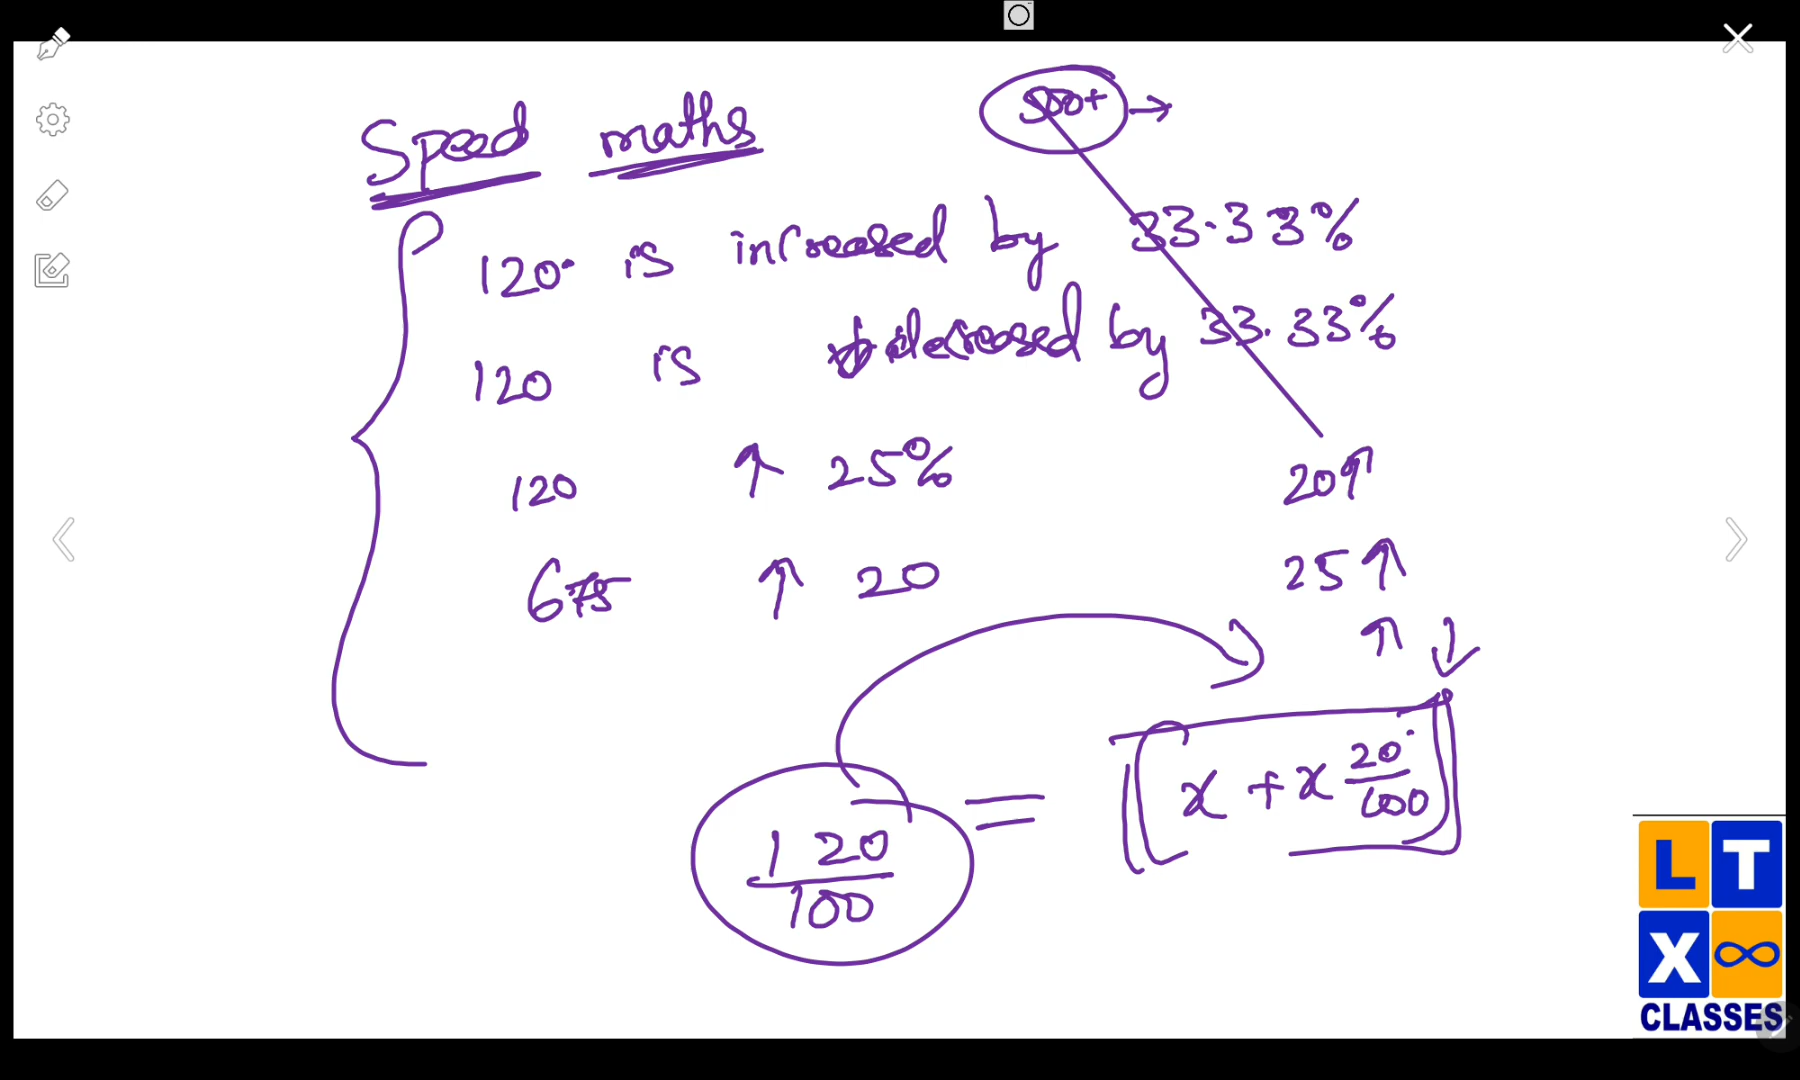 Speed maths
500+ →
120 is increased by 33.33%
120 is decreased by 33.33%
120 ↑ 25%
20↑
675 ↑ 20
25↑
↑ ↓
120/100 = [x + x 20/100]
L T
X ∞
CLASSES